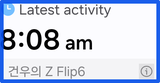 Latest activity
8:08 am
건우의 Z Flip6